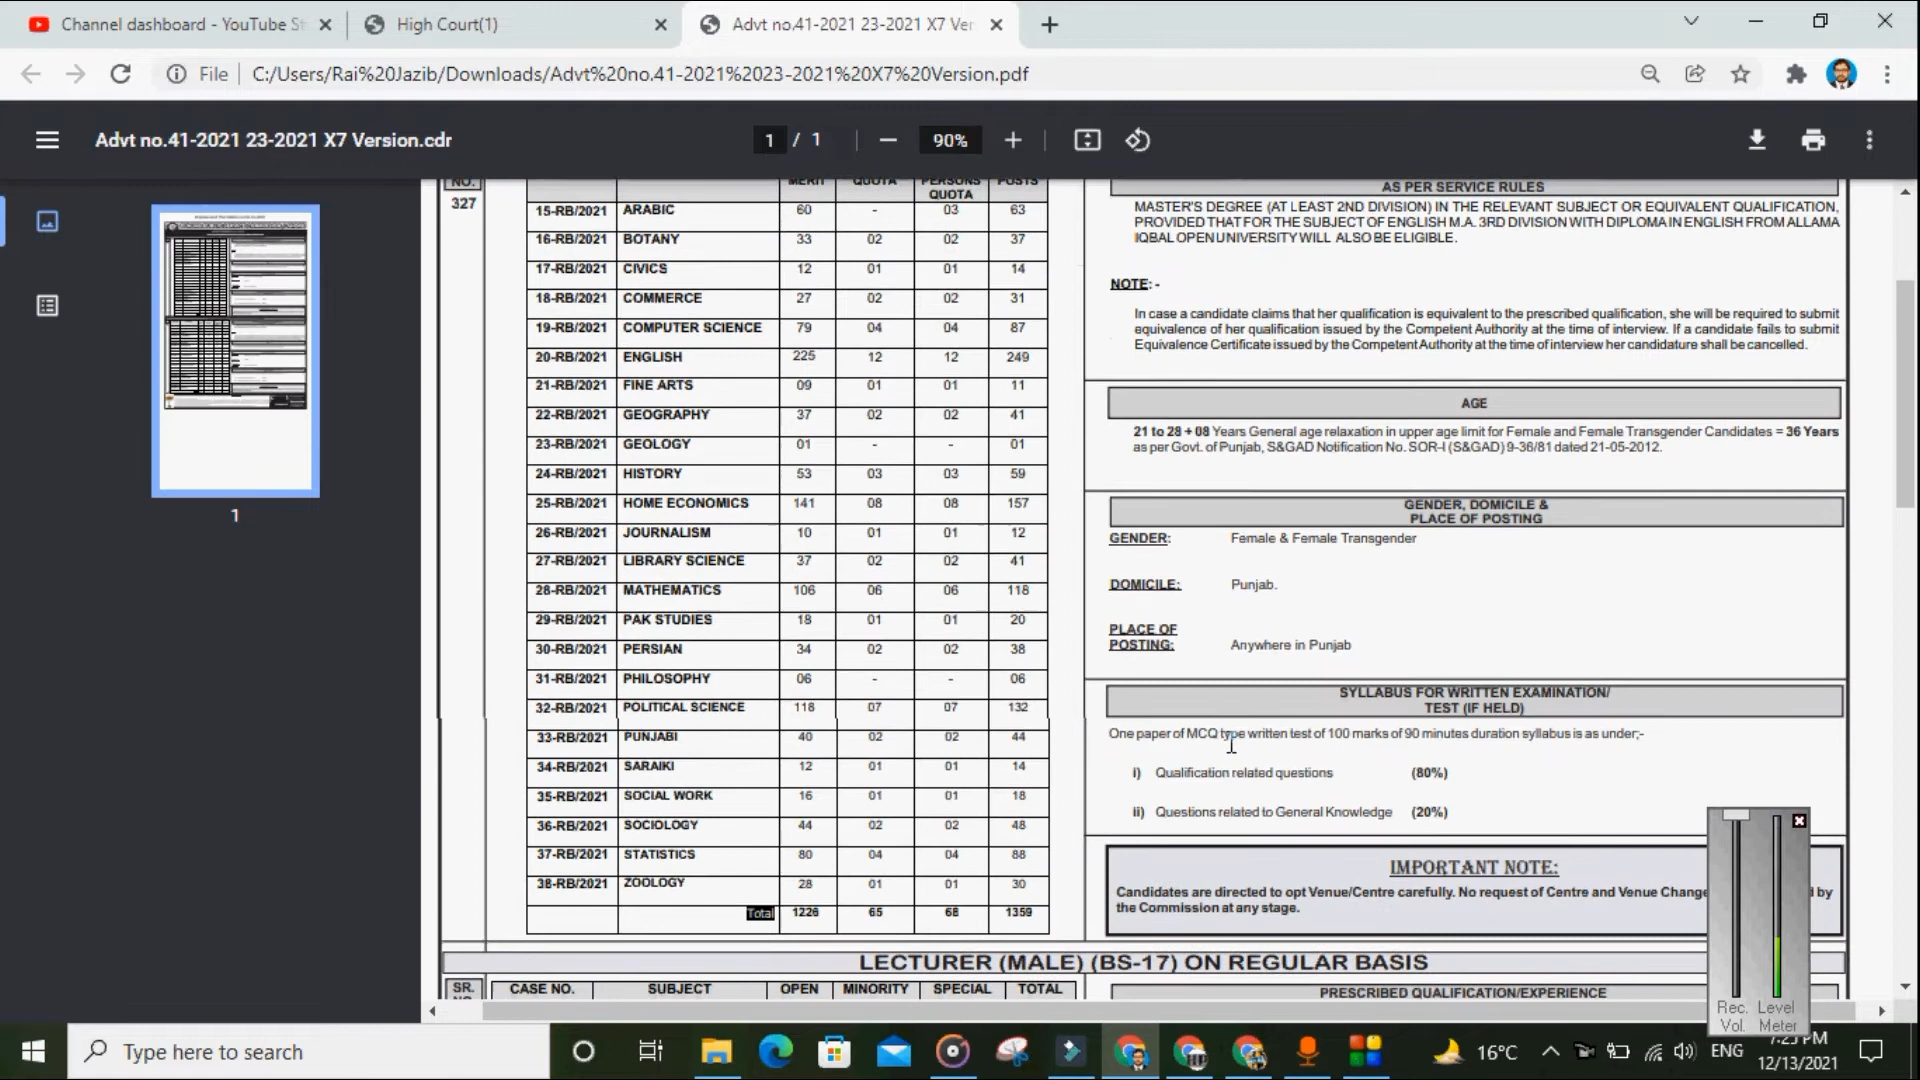 Channel dashboard - YouTube St
High Court(1)
Advt no.41-2021 23-2021 X7 Ver
File
C:/Users/Rai%20Jazib/Downloads/Advt%20no.41-2021%2023-2021%20X7%20Version.pdf
Advt no.41-2021 23-2021 X7 Version.cdr
1 / 1
90%
1
NO. MERIT QUOTA PERSONS QUOTA POSTS
327
15-RB/2021 ARABIC 60 - 03 63
16-RB/2021 BOTANY 33 02 02 37
17-RB/2021 CIVICS 12 01 01 14
18-RB/2021 COMMERCE 27 02 02 31
19-RB/2021 COMPUTER SCIENCE 79 04 04 87
20-RB/2021 ENGLISH 225 12 12 249
21-RB/2021 FINE ARTS 09 01 01 11
22-RB/2021 GEOGRAPHY 37 02 02 41
23-RB/2021 GEOLOGY 01 - - 01
24-RB/2021 HISTORY 53 03 03 59
25-RB/2021 HOME ECONOMICS 141 08 08 157
26-RB/2021 JOURNALISM 10 01 01 12
27-RB/2021 LIBRARY SCIENCE 37 02 02 41
28-RB/2021 MATHEMATICS 106 06 06 118
29-RB/2021 PAK STUDIES 18 01 01 20
30-RB/2021 PERSIAN 34 02 02 38
31-RB/2021 PHILOSOPHY 06 - - 06
32-RB/2021 POLITICAL SCIENCE 118 07 07 132
33-RB/2021 PUNJABI 40 02 02 44
34-RB/2021 SARAIKI 12 01 01 14
35-RB/2021 SOCIAL WORK 16 01 01 18
36-RB/2021 SOCIOLOGY 44 02 02 48
37-RB/2021 STATISTICS 80 04 04 88
38-RB/2021 ZOOLOGY 28 01 01 30
Total 1226 65 68 1359
AS PER SERVICE RULES
MASTER'S DEGREE (AT LEAST 2ND DIVISION) IN THE RELEVANT SUBJECT OR EQUIVALENT QUALIFICATION,
PROVIDED THAT FOR THE SUBJECT OF ENGLISH M.A. 3RD DIVISION WITH DIPLOMA IN ENGLISH FROM ALLAMA
IQBAL OPEN UNIVERSITY WILL ALSO BE ELIGIBLE.
NOTE: -
In case a candidate claims that her qualification is equivalent to the prescribed qualification, she will be required to submit
equivalence of her qualification issued by the Competent Authority at the time of interview. If a candidate fails to submit
Equivalence Certificate issued by the Competent Authority at the time of interview her candidature shall be cancelled.
AGE
21 to 28 + 08 Years General age relaxation in upper age limit for Female and Female Transgender Candidates = 36 Years
as per Govt. of Punjab, S&GAD Notification No. SOR-I (S&GAD) 9-36/81 dated 21-05-2012.
GENDER, DOMICILE &
PLACE OF POSTING
GENDER: Female & Female Transgender
DOMICILE: Punjab.
PLACE OF
POSTING: Anywhere in Punjab
SYLLABUS FOR WRITTEN EXAMINATION/
TEST (IF HELD)
One paper of MCQ type written test of 100 marks of 90 minutes duration syllabus is as under;-
i) Qualification related questions (80%)
ii) Questions related to General Knowledge (20%)
IMPORTANT NOTE:
Candidates are directed to opt Venue/Centre carefully. No request of Centre and Venue Change d by
the Commission at any stage.
LECTURER (MALE) (BS-17) ON REGULAR BASIS
SR. CASE NO. SUBJECT OPEN MINORITY SPECIAL TOTAL
PRESCRIBED QUALIFICATION/EXPERIENCE
Rec. Level
Vol. Meter
Type here to search
16°C
ENG
7:25 PM
12/13/2021